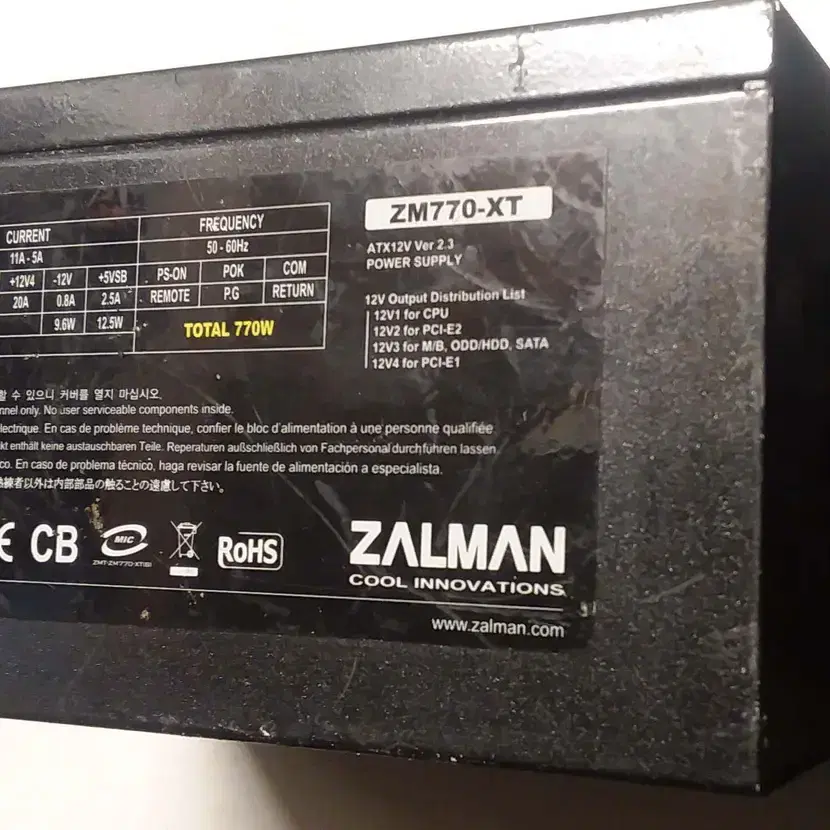 CURRENT
FREQUENCY
11A - 5A
50 - 60Hz
+12V4 -12V +5VSB PS-ON POK COM
20A 0.8A 2.5A REMOTE P.G RETURN
9.6W 12.5W TOTAL 770W
ZM770-XT
ATX12V Ver 2.3
POWER SUPPLY
12V Output Distribution List
12V1 for CPU
12V2 for PCI-E2
12V3 for M/B, ODD/HDD, SATA
12V4 for PCI-E1
할 수 있으니 커버를 열지 마십시오.
nnel only. No user serviceable components inside.
lectrique. En cas de problème technique, confier le bloc d'alimentation à une personne qualifiée
kt enthält keine austauschbaren Teile. Reperaturen außschließlich von Fachpersonal durchführen lassen.
co. En caso de problema técnico, haga revisar la fuente de alimentación a especialista.
熟練者以外は内部部品の触ることの遠慮して下さい。
CE CB MIC RoHS
ZMT-ZM770-XT(B)
ZALMAN
COOL INNOVATIONS
www.zalman.com